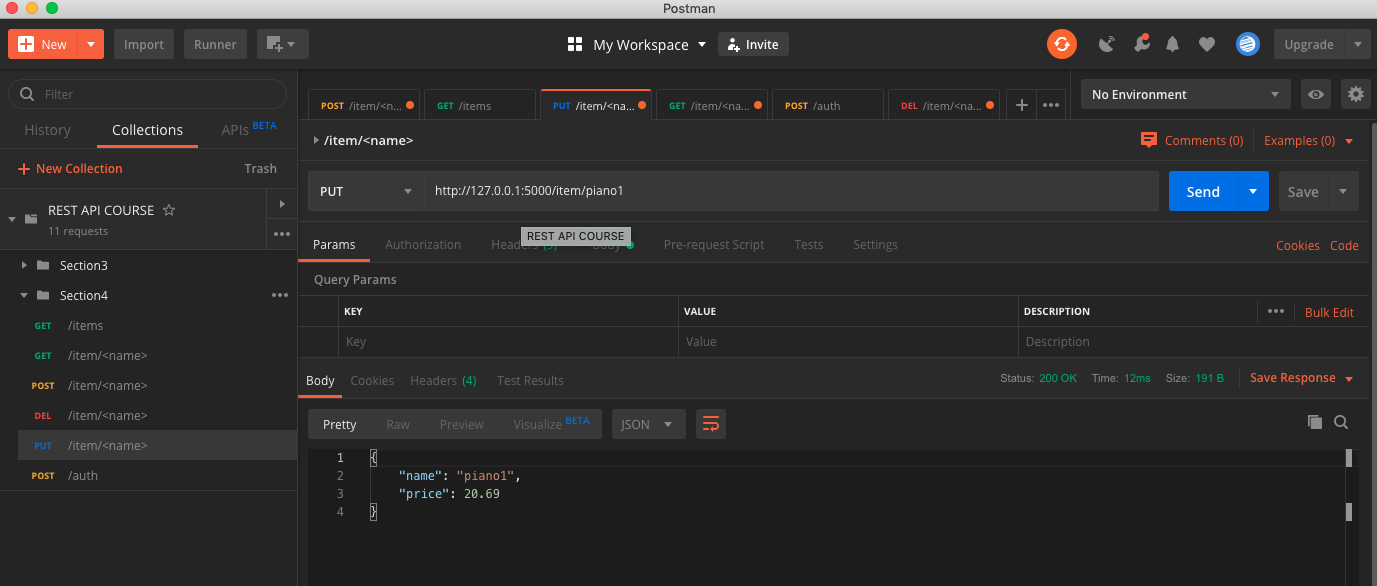 Postman
New
Import
Runner
My Workspace
Invite
Upgrade
Filter
History
Collections
APIs BETA
New Collection
Trash
REST API COURSE
11 requests
Section3
Section4
GET /items
GET /item/<name>
POST /item/<name>
DEL /item/<name>
PUT /item/<name>
POST /auth
POST /item/<n...
GET /items
PUT /item/<na...
GET /item/<na...
POST /auth
DEL /item/<na...
No Environment
/item/<name>
Comments (0)
Examples (0)
PUT
http://127.0.0.1:5000/item/piano1
Send
Save
Params
Authorization
Headers (9)
REST API COURSE
Body
Pre-request Script
Tests
Settings
Cookies
Code
Query Params
KEY
VALUE
DESCRIPTION
Bulk Edit
Key
Value
Description
Body
Cookies
Headers (4)
Test Results
Status: 200 OK
Time: 12ms
Size: 191 B
Save Response
Pretty
Raw
Preview
Visualize BETA
JSON
1 {
2 "name": "piano1",
3 "price": 20.69
4 }